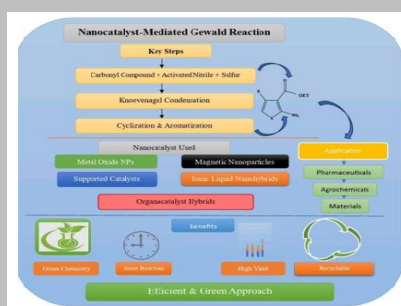 Nanocatalyst-Mediated Gewald Reaction
Key Steps
Carbonyl Compound + Activated Nitrile + Sulfur
Knoevenagel Condensation
Cyclization & Aromatization
Nanocatalyst Used
Metal Oxide NPs
Magnetic Nanoparticles
Supported Catalysts
Ionic Liquid Nanohybrids
Organocatalyst Hybrids
Application
Pharmaceuticals
Agrochemicals
Materials
Benefits
Green Chemistry
Short Reaction
High Yield
Recyclable
Efficient & Green Approach